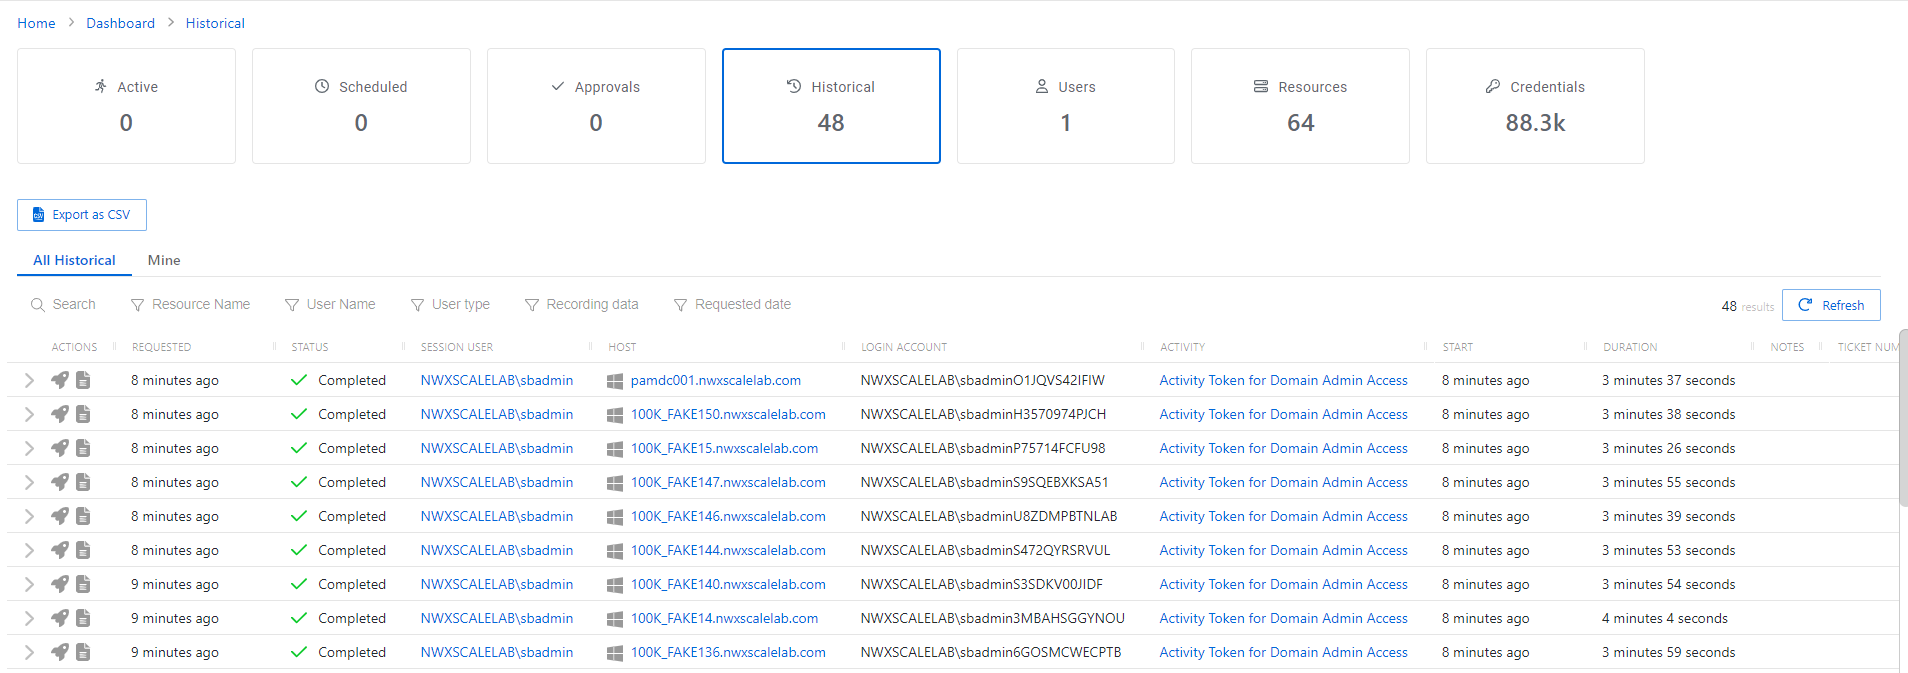 Home > Dashboard > Historical
Active Scheduled Approvals Historical Users Resources Credentials
0 0 0 48 1 64 88.3k
Export as CSV
All Historical Mine
Search Resource Name User Name User type Recording data Requested date 48 results Refresh
ACTIONS REQUESTED STATUS SESSION USER HOST LOGIN ACCOUNT ACTIVITY START DURATION NOTES TICKET NUM
8 minutes ago Completed NWXSCALELAB\sbadmin pamdc001.nwxscalelab.com NWXSCALELAB\sbadminO1JQVS42IFIW Activity Token for Domain Admin Access 8 minutes ago 3 minutes 37 seconds
8 minutes ago Completed NWXSCALELAB\sbadmin 100K_FAKE150.nwxscalelab.com NWXSCALELAB\sbadminH3570974PJCH Activity Token for Domain Admin Access 8 minutes ago 3 minutes 38 seconds
8 minutes ago Completed NWXSCALELAB\sbadmin 100K_FAKE15.nwxscalelab.com NWXSCALELAB\sbadminP75714FCFU98 Activity Token for Domain Admin Access 8 minutes ago 3 minutes 26 seconds
8 minutes ago Completed NWXSCALELAB\sbadmin 100K_FAKE147.nwxscalelab.com NWXSCALELAB\sbadminS9SQEBXKSA51 Activity Token for Domain Admin Access 8 minutes ago 3 minutes 55 seconds
8 minutes ago Completed NWXSCALELAB\sbadmin 100K_FAKE146.nwxscalelab.com NWXSCALELAB\sbadminU8ZDMPBTNLAB Activity Token for Domain Admin Access 8 minutes ago 3 minutes 39 seconds
8 minutes ago Completed NWXSCALELAB\sbadmin 100K_FAKE144.nwxscalelab.com NWXSCALELAB\sbadminS472QYRSRVUL Activity Token for Domain Admin Access 8 minutes ago 3 minutes 53 seconds
9 minutes ago Completed NWXSCALELAB\sbadmin 100K_FAKE140.nwxscalelab.com NWXSCALELAB\sbadminS3SDKV00JIDF Activity Token for Domain Admin Access 8 minutes ago 3 minutes 54 seconds
9 minutes ago Completed NWXSCALELAB\sbadmin 100K_FAKE14.nwxscalelab.com NWXSCALELAB\sbadmin3MBAHSGGYNOU Activity Token for Domain Admin Access 8 minutes ago 4 minutes 4 seconds
9 minutes ago Completed NWXSCALELAB\sbadmin 100K_FAKE136.nwxscalelab.com NWXSCALELAB\sbadmin6GOSMCWECPTB Activity Token for Domain Admin Access 8 minutes ago 3 minutes 59 seconds